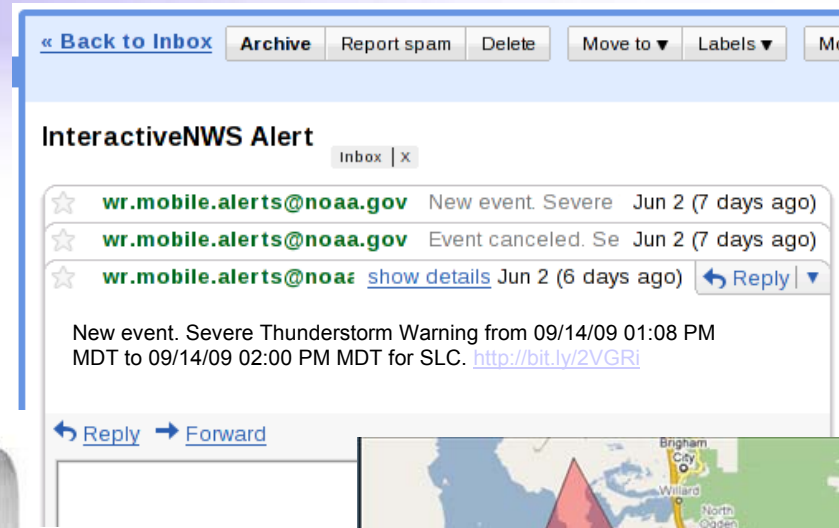 « Back to Inbox Archive Report spam Delete Move to ▼ Labels ▼
InteractiveNWS Alert
Inbox | X
wr.mobile.alerts@noaa.gov New event. Severe Jun 2 (7 days ago)
wr.mobile.alerts@noaa.gov Event canceled. Se Jun 2 (7 days ago)
wr.mobile.alerts@noaa show details Jun 2 (6 days ago) Reply ▼
New event. Severe Thunderstorm Warning from 09/14/09 01:08 PM
MDT to 09/14/09 02:00 PM MDT for SLC. http://bit.ly/2VGRi
Reply Forward
Brigham
City
Willard
North
Ogden